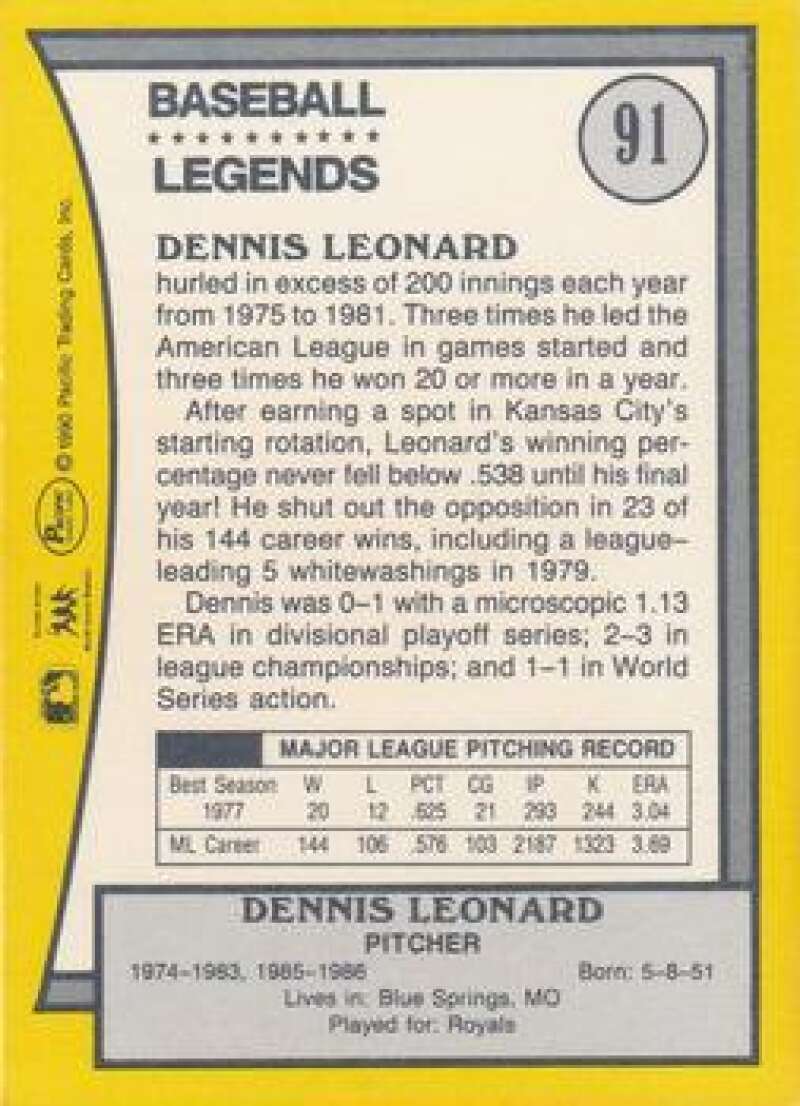 BASEBALL
LEGENDS
91
DENNIS LEONARD
hurled in excess of 200 innings each year
from 1975 to 1981. Three times he led the
American League in games started and
three times he won 20 or more in a year.
After earning a spot in Kansas City's
starting rotation, Leonard's winning per-
centage never fell below .538 until his final
year! He shut out the opposition in 23 of
his 144 career wins, including a league-
leading 5 whitewashings in 1979.
Dennis was 0-1 with a microscopic 1.13
ERA in divisional playoff series; 2-3 in
league championships; and 1-1 in World
Series action.
MAJOR LEAGUE PITCHING RECORD
Best Season W L PCT CG IP K ERA
1977 20 12 .625 21 293 244 3.04
ML Career 144 106 .576 103 2187 1323 3.69
DENNIS LEONARD
PITCHER
1974-1983, 1985-1986 Born: 5-8-51
Lives in: Blue Springs, MO
Played for: Royals
Pacific © 1990 Pacific Trading Cards, Inc.